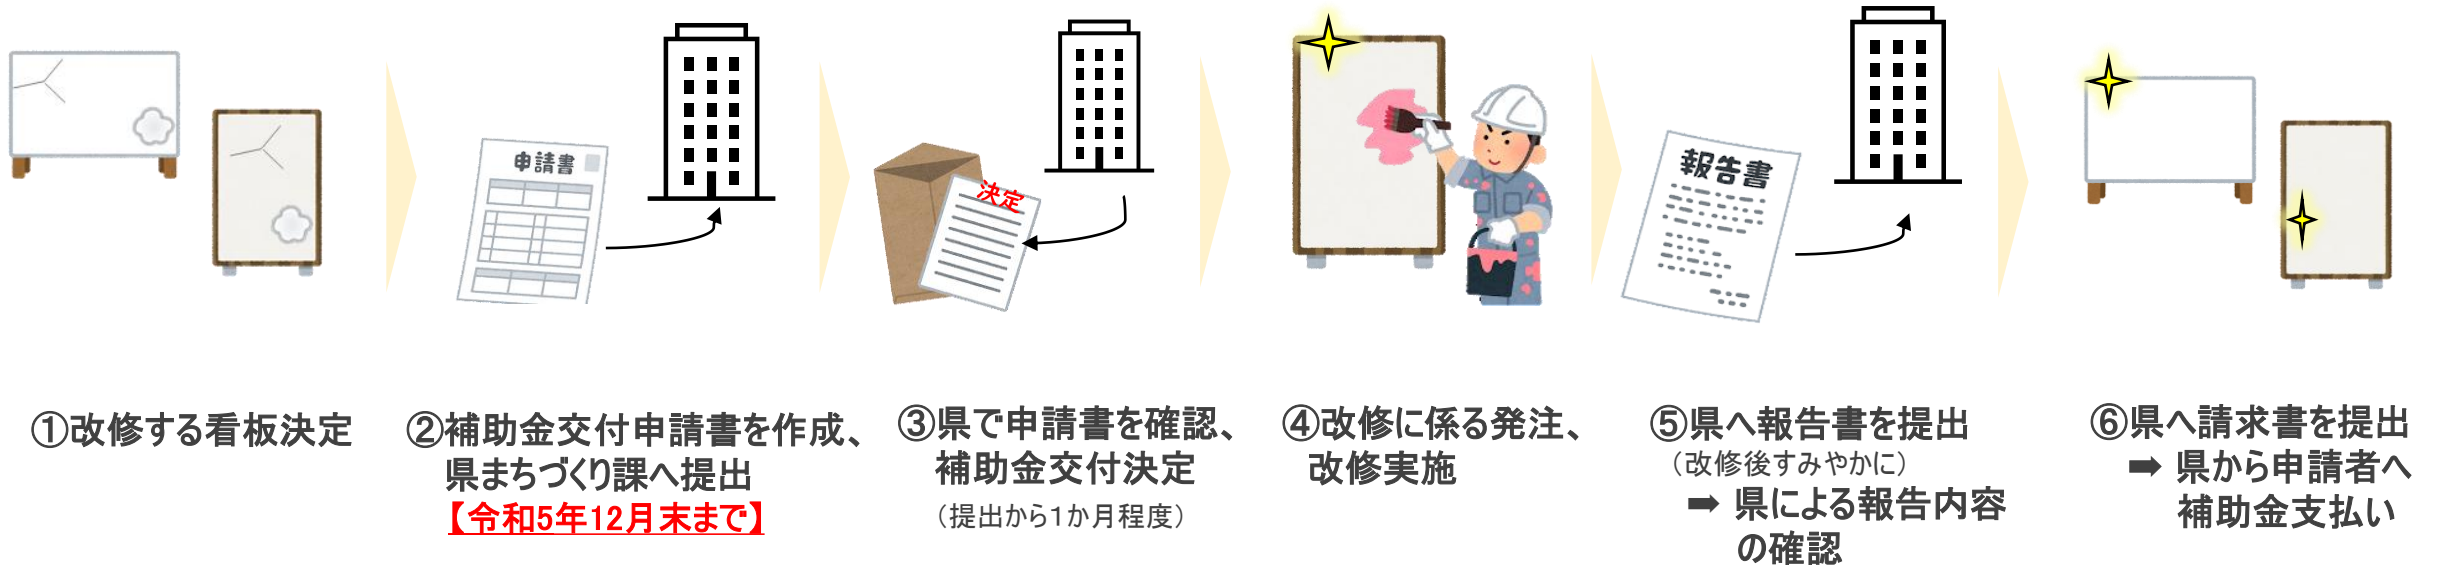 申請書
決定
報告書
①改修する看板決定
②補助金交付申請書を作成、
県まちづくり課へ提出
【令和5年12月末まで】
③県で申請書を確認、
補助金交付決定
（提出から１か月程度）
④改修に係る発注、
改修実施
⑤県へ報告書を提出
（改修後すみやかに）
➡ 県による報告内容
の確認
⑥県へ請求書を提出
➡ 県から申請者へ
補助金支払い